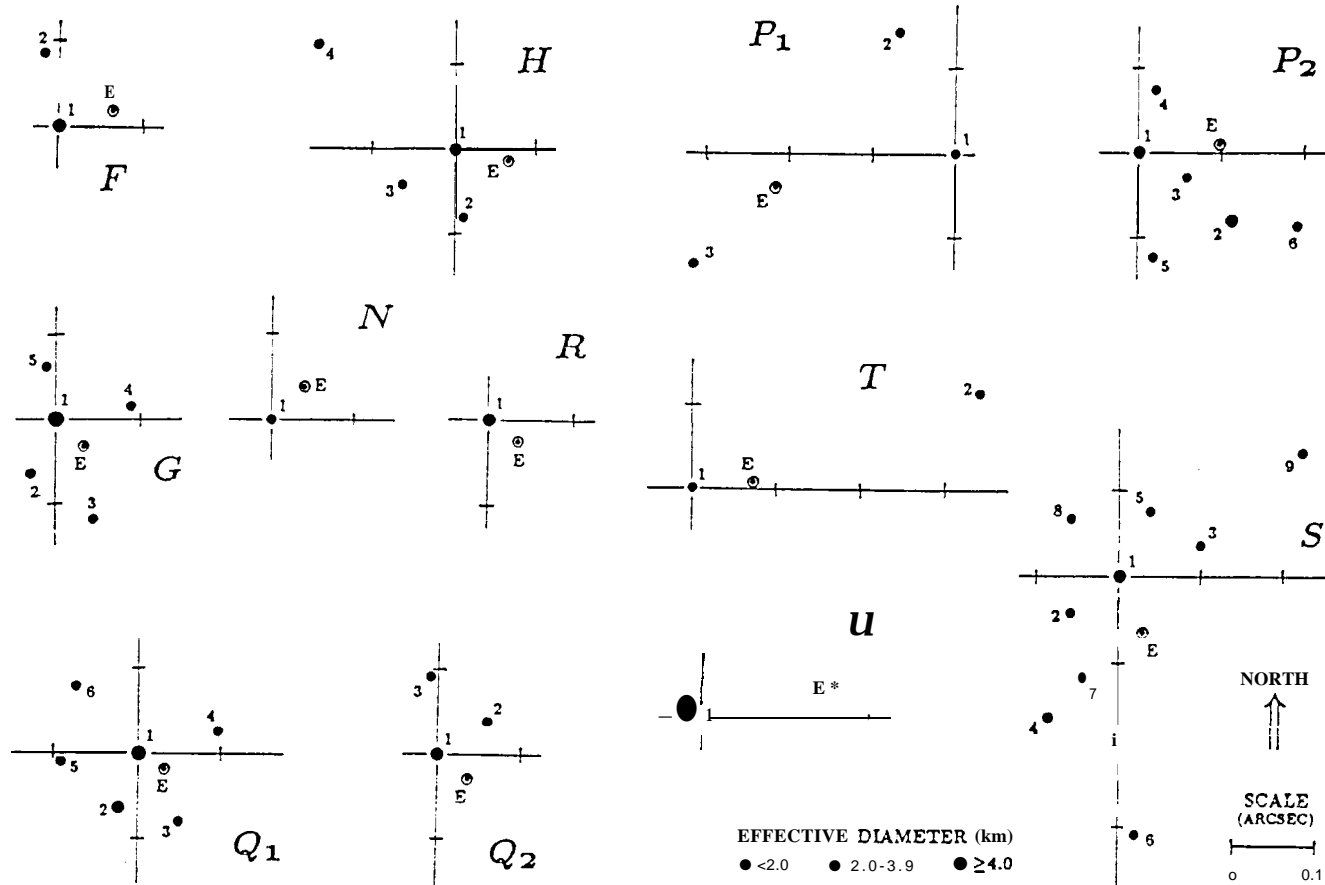 2
E
1
F
4
H
1
E
3
2
P1
2
1
E
3
P2
4
1
E
3
2
6
5
5
4
1
E
2
3
G
N
E
1
R
1
E
T
2
E
1
9
8
5
3
S
1
2
E
7
4
i
6
6
4
1
5
E
2
3
Q1
3
2
1
E
Q2
u
E *
1
NORTH
SCALE
(ARCSEC)
o 0.1
EFFECTIVE DIAMETER (km)
<2.0 2.0-3.9 ≥4.0